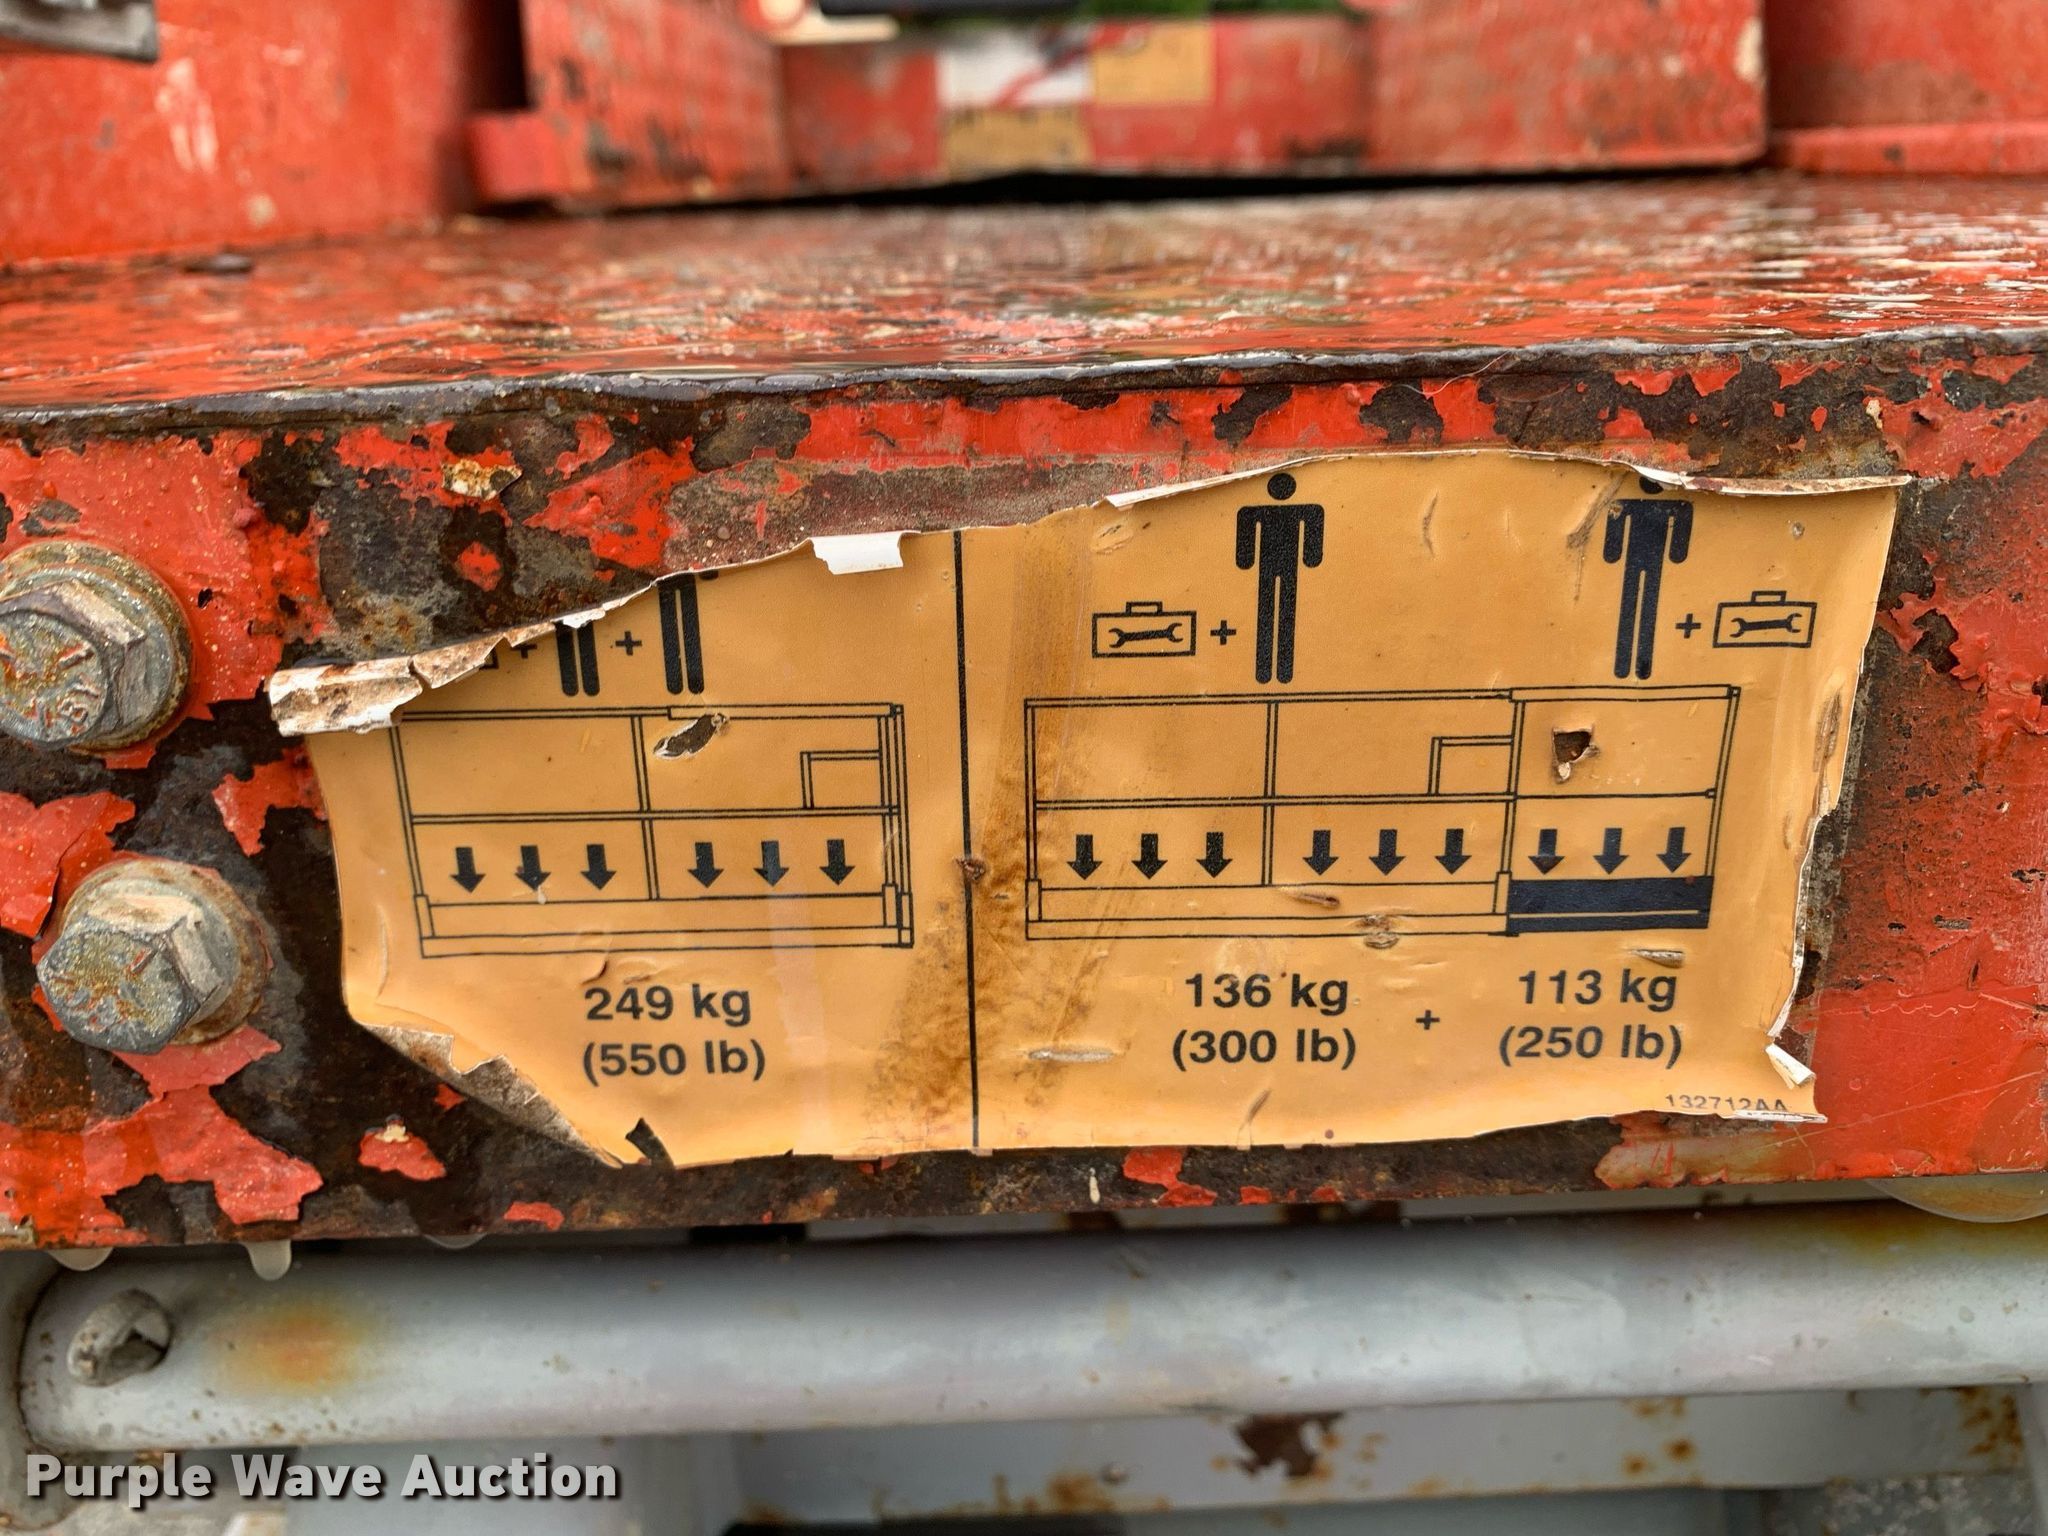 249 kg
(550 lb)
136 kg
(300 lb)
+
113 kg
(250 lb)
132712AA
Purple Wave Auction